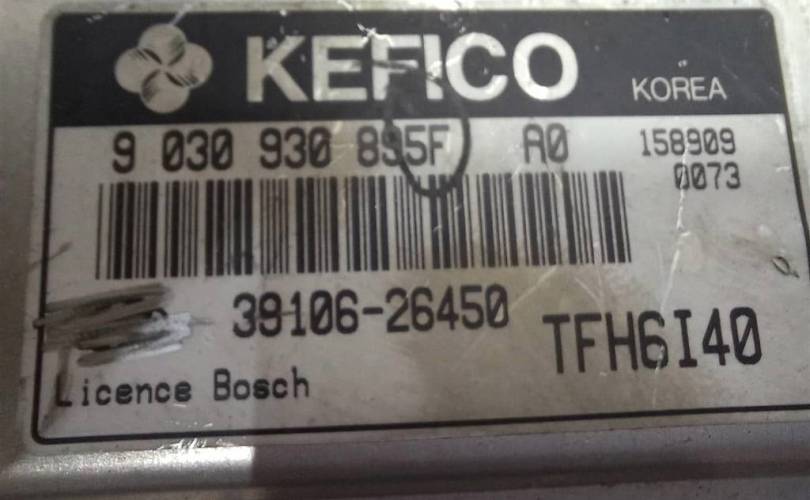 KEFICO KOREA
9 030 930 895F A0 158909
0073
39106-26450 TFH6I40
Licence Bosch